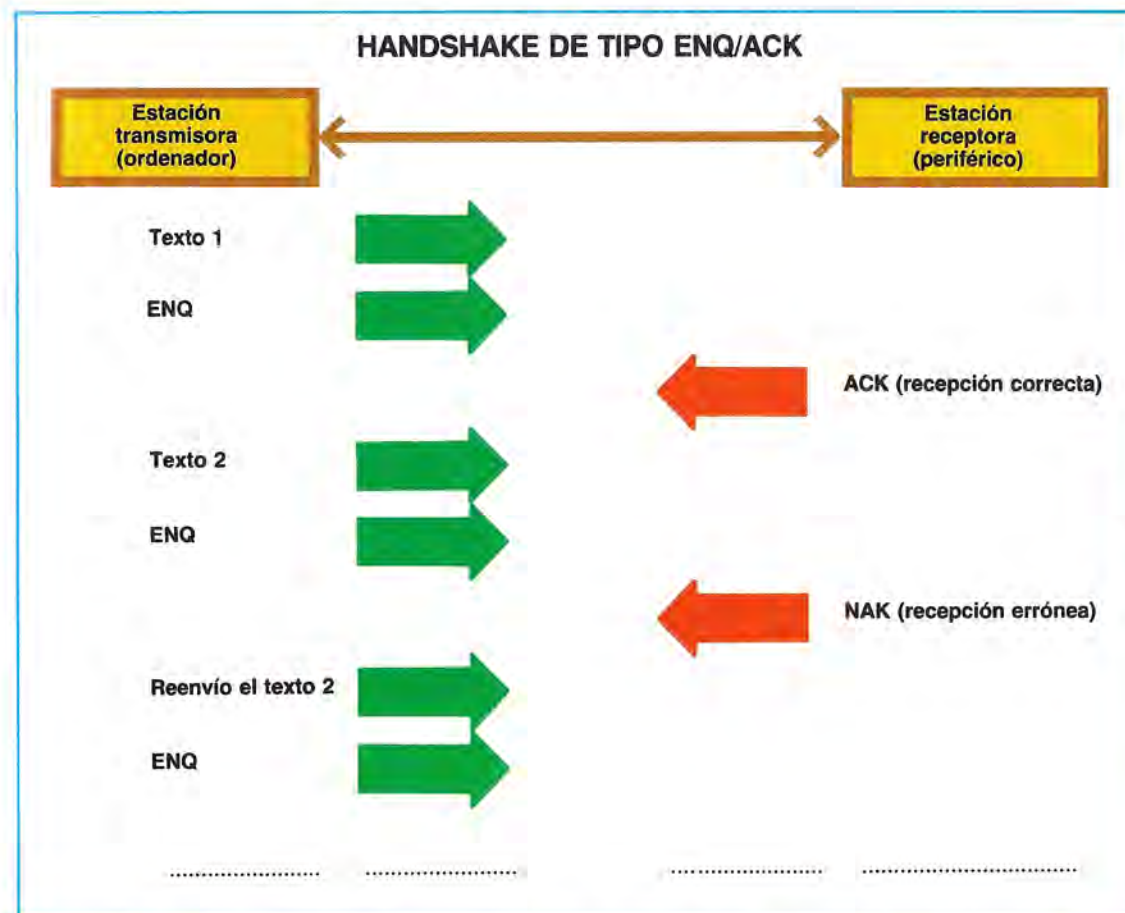 HANDSHAKE DE TIPO ENQ/ACK
Estación
transmisora
(ordenador)
Estación
receptora
(periférico)
Texto 1
ENQ
ACK (recepción correcta)
Texto 2
ENQ
NAK (recepción errónea)
Reenvío el texto 2
ENQ